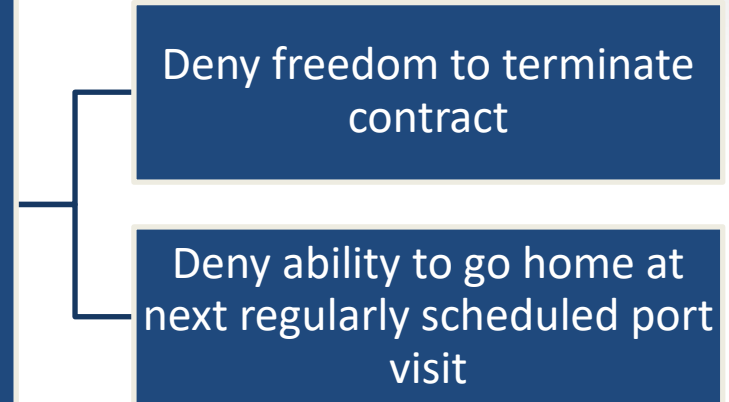 Deny freedom to terminate
contract
Deny ability to go home at
next regularly scheduled port
visit